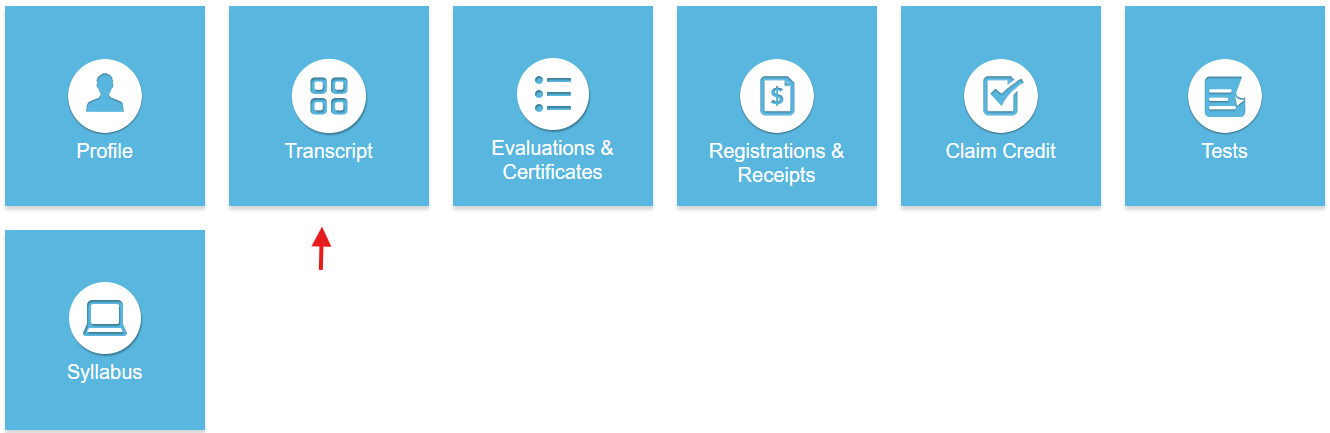 Profile
Transcript
Evaluations &
Certificates
Registrations &
Receipts
Claim Credit
Tests
Syllabus